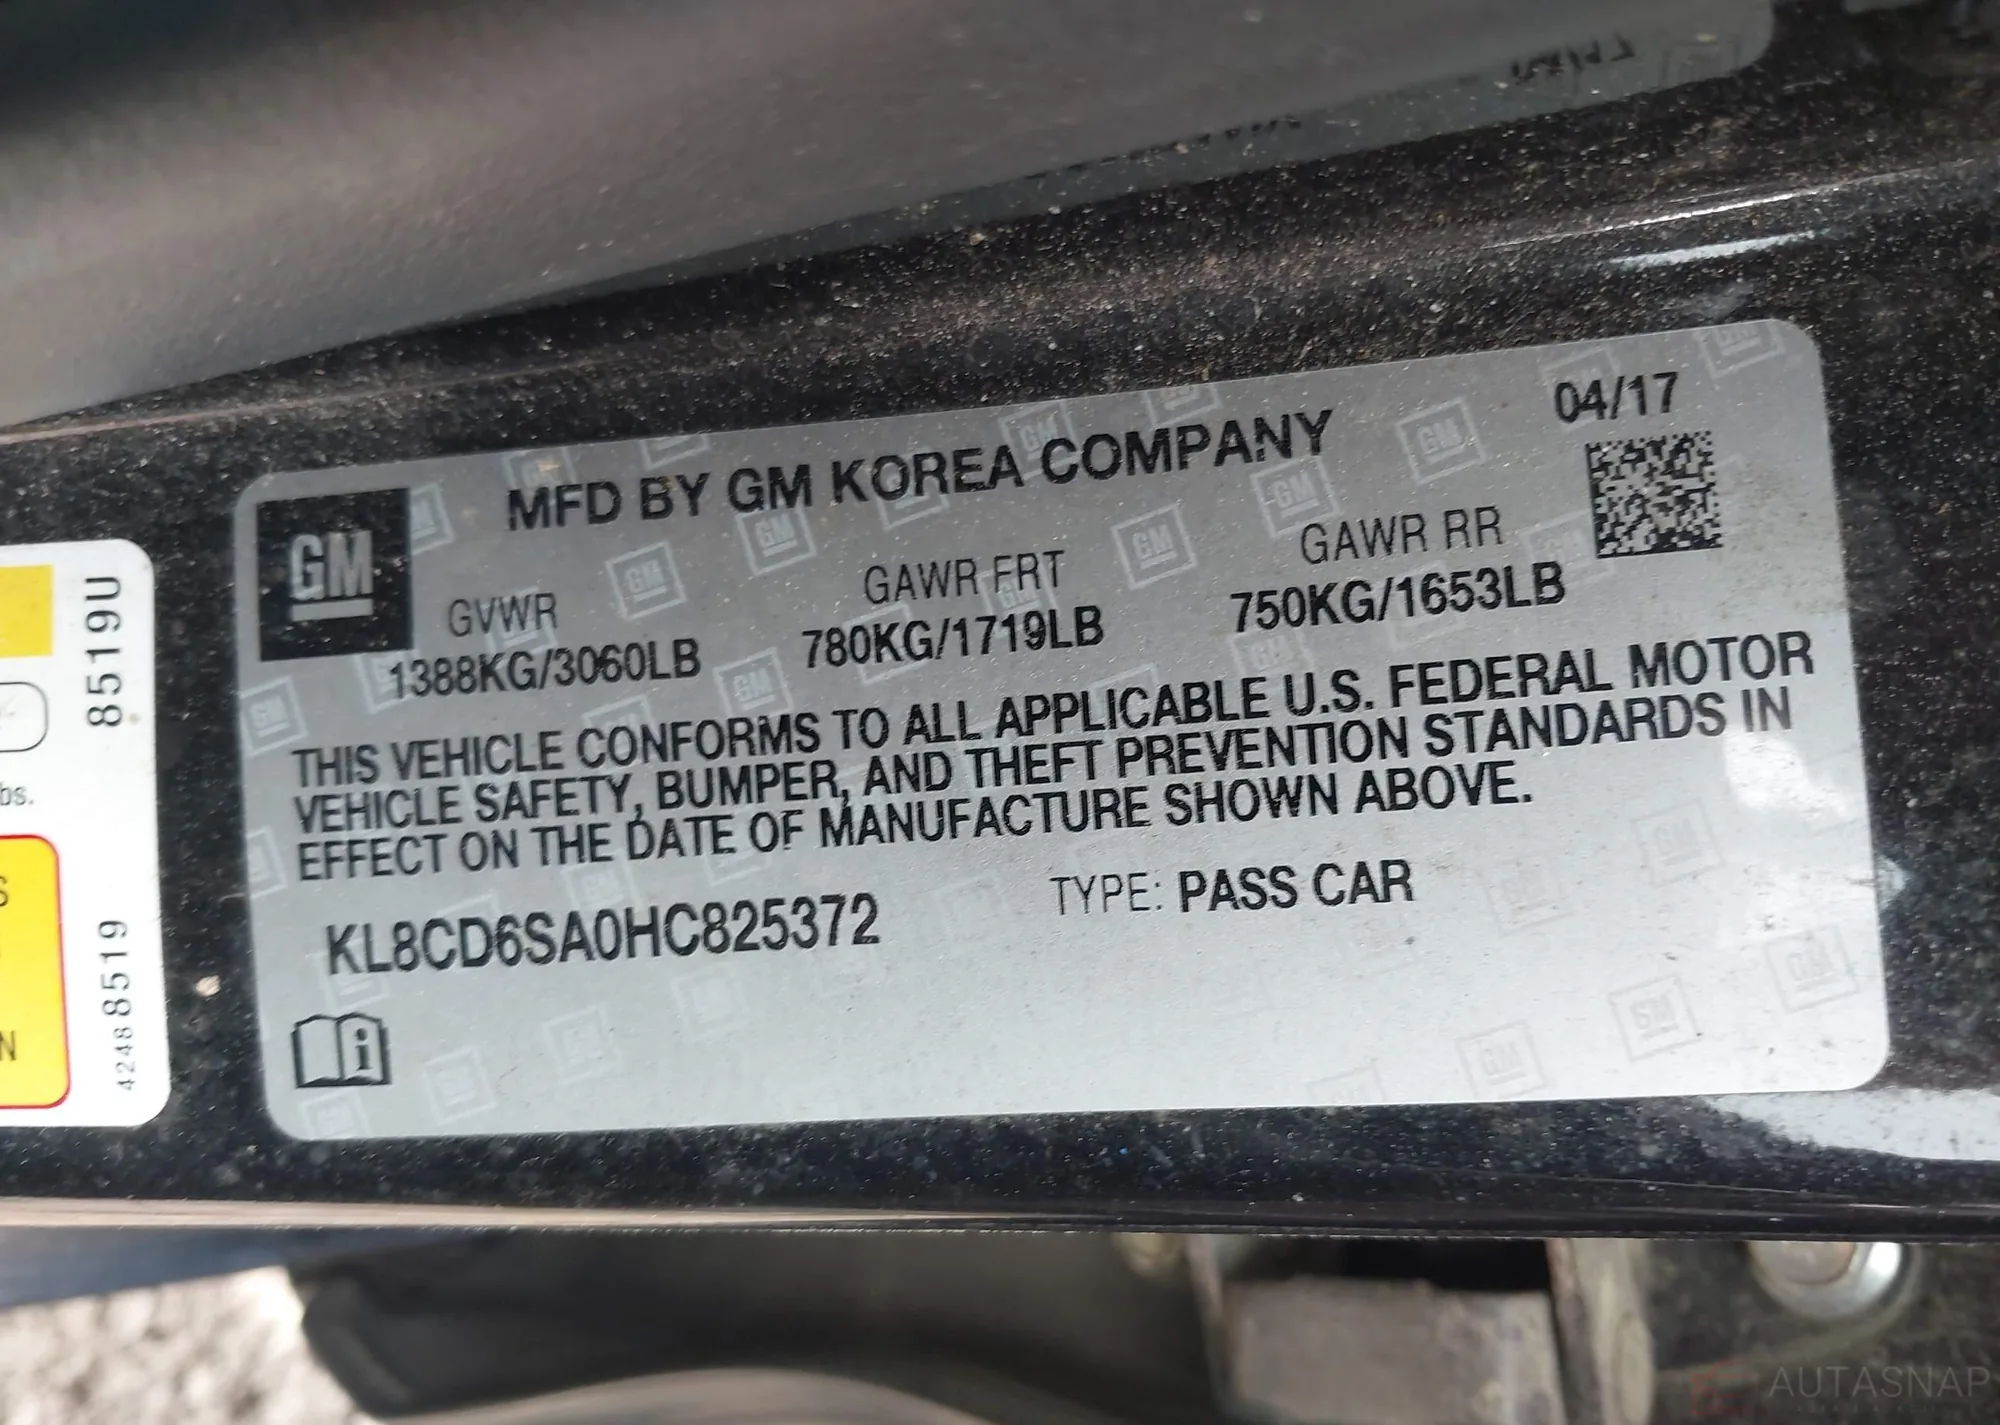 04/17
MFD BY GM KOREA COMPANY
GM
GVWR
GAWR FRT
GAWR RR
1388KG/3060LB
780KG/1719LB
750KG/1653LB
THIS VEHICLE CONFORMS TO ALL APPLICABLE U.S. FEDERAL MOTOR
VEHICLE SAFETY, BUMPER, AND THEFT PREVENTION STANDARDS IN
EFFECT ON THE DATE OF MANUFACTURE SHOWN ABOVE.
KL8CD6SA0HC825372
TYPE: PASS CAR
8519U
42488519
bs.
S
N
AUTASNAP